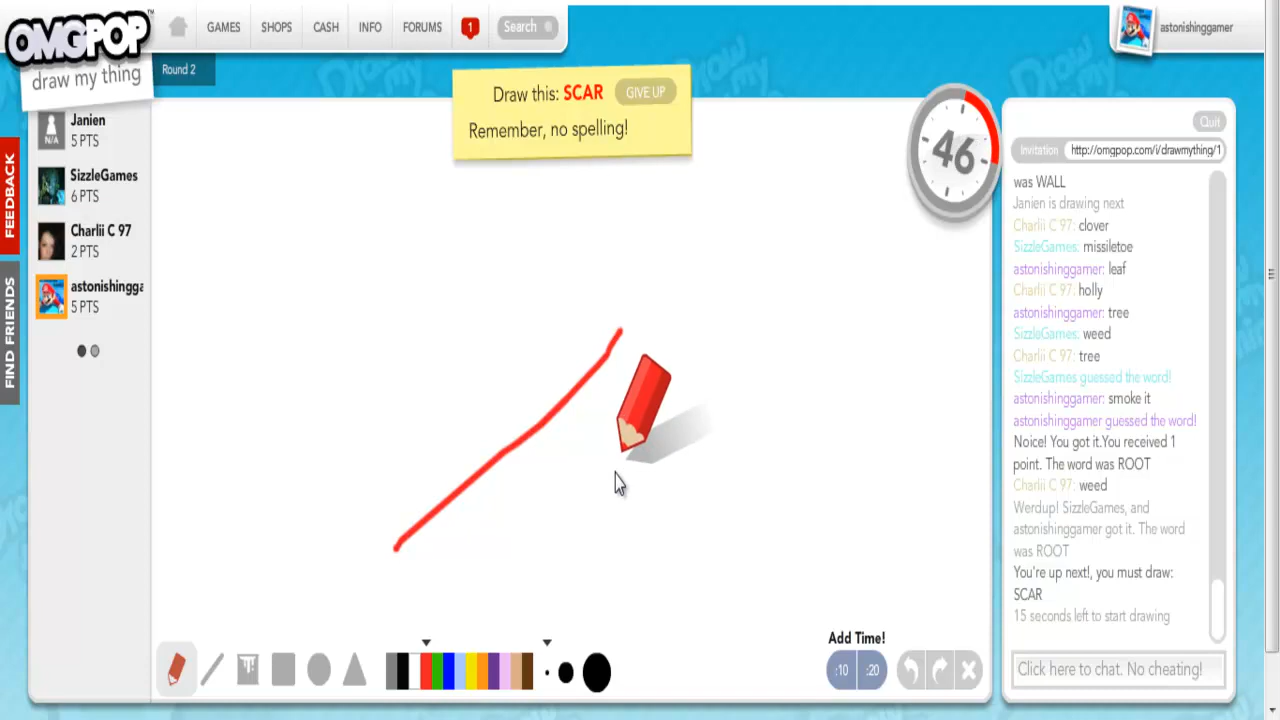 OMGPOP™
draw my thing
GAMES
SHOPS
CASH
INFO
FORUMS
1
Search
astonishinggamer
Round 2
Draw this: SCAR
GIVE UP
Remember, no spelling!
46
FEEDBACK
FIND FRIENDS
N/A
Janien
5 PTS
SizzleGames
6 PTS
Charlii C 97
2 PTS
astonishingga
5 PTS
Quit
Invitation
http://omgpop.com/i/drawmything/1
was WALL
Janien is drawing next
Charlii C 97: clover
SizzleGames: missiletoe
astonishinggamer: leaf
Charlii C 97: holly
astonishinggamer: tree
SizzleGames: weed
Charlii C 97: tree
SizzleGames guessed the word!
astonishinggamer: smoke it
astonishinggamer guessed the word!
Noice! You got it.You received 1
point. The word was ROOT
Charlii C 97: weed
Werdup! SizzleGames, and
astonishinggamer got it. The word
was ROOT
You're up next!, you must draw:
SCAR
15 seconds left to start drawing
Click here to chat. No cheating!
Add Time!
:10
:20